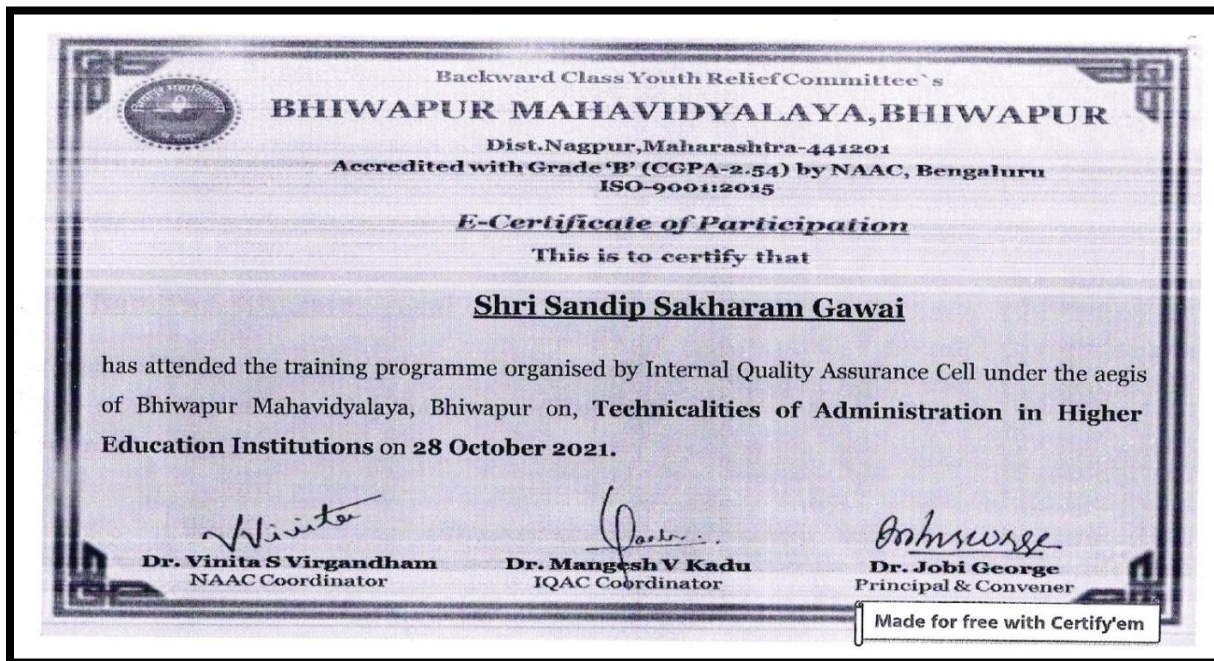 Backward Class Youth Relief Committee`s
BHIWAPUR MAHAVIDYALAYA,BHIWAPUR
Dist.Nagpur,Maharashtra-441201
Accredited with Grade 'B' (CGPA-2.54) by NAAC, Bengaluru
ISO-9001:2015
E-Certificate of Participation
This is to certify that
Shri Sandip Sakharam Gawai
has attended the training programme organised by Internal Quality Assurance Cell under the aegis
of Bhiwapur Mahavidyalaya, Bhiwapur on, Technicalities of Administration in Higher
Education Institutions on 28 October 2021.
Dr. Vinita S Virgandham
NAAC Coordinator
Dr. Mangesh V Kadu
IQAC Coordinator
Dr. Jobi George
Principal & Convener
Made for free with Certify'em